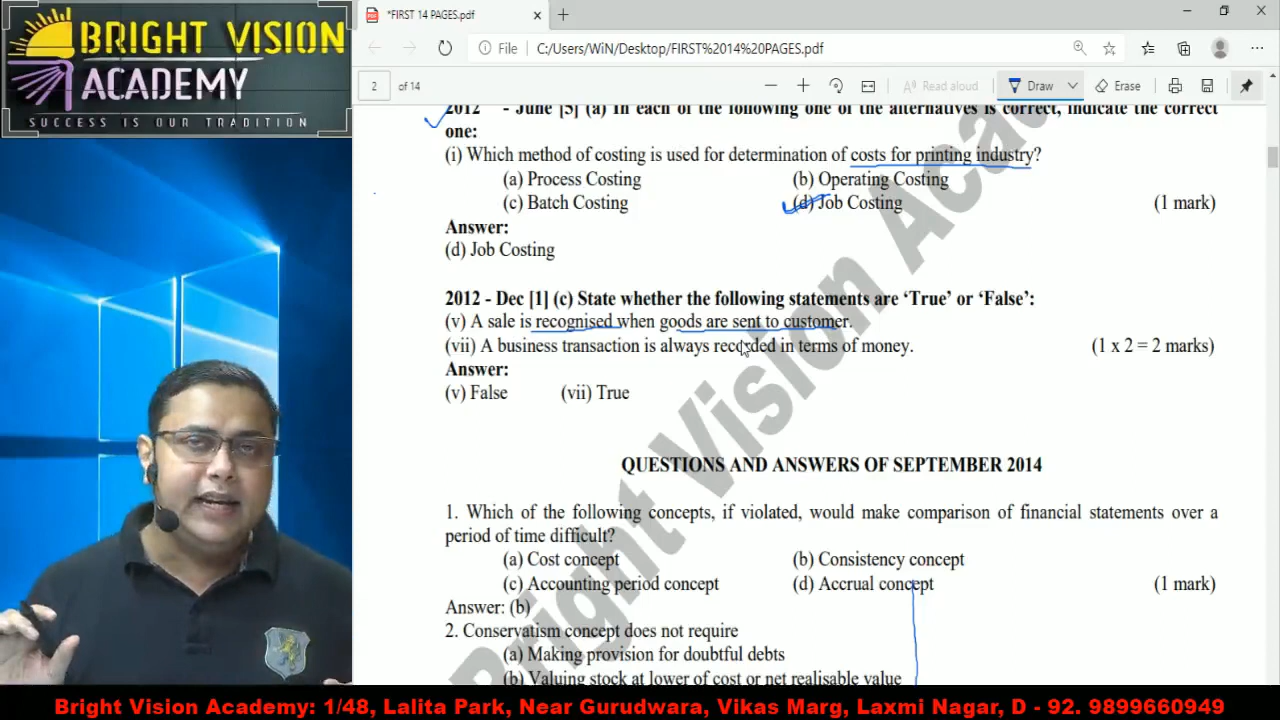 BRIGHT VISION
ACADEMY
SUCCESS IS OUR TRADITION
*FIRST 14 PAGES.pdf
File
C:/Users/WiN/Desktop/FIRST%2014%20PAGES.pdf
2 of 14
Read aloud
Draw
Erase
2012 - June [5] (a) In each of the following one of the alternatives is correct, indicate the correct
one:
(i) Which method of costing is used for determination of costs for printing industry?
(a) Process Costing (b) Operating Costing
(c) Batch Costing (d) Job Costing (1 mark)
Answer:
(d) Job Costing
2012 - Dec [1] (c) State whether the following statements are ‘True’ or ‘False’:
(v) A sale is recognised when goods are sent to customer.
(vii) A business transaction is always recorded in terms of money. (1 x 2 = 2 marks)
Answer:
(v) False (vii) True
QUESTIONS AND ANSWERS OF SEPTEMBER 2014
1. Which of the following concepts, if violated, would make comparison of financial statements over a
period of time difficult?
(a) Cost concept (b) Consistency concept
(c) Accounting period concept (d) Accrual concept (1 mark)
Answer: (b)
2. Conservatism concept does not require
(a) Making provision for doubtful debts
(b) Valuing stock at lower of cost or net realisable value
Bright Vision Aca
Bright Vision Academy: 1/48, Lalita Park, Near Gurudwara, Vikas Marg, Laxmi Nagar, D - 92. 9899660949